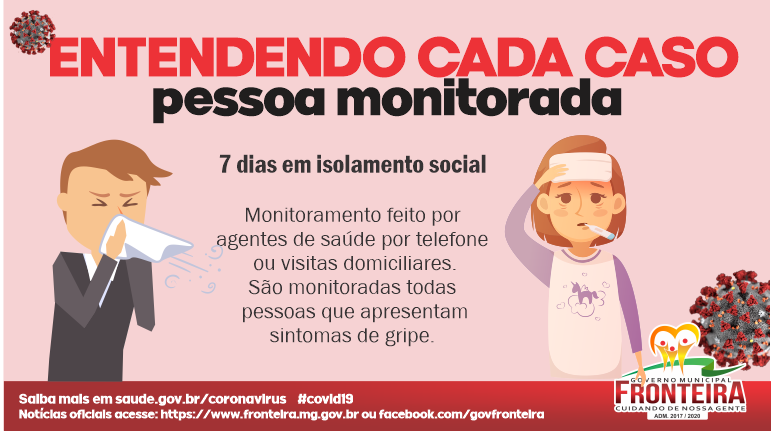 ENTENDENDO CADA CASO
pessoa monitorada
7 dias em isolamento social
Monitoramento feito por
agentes de saúde por telefone
ou visitas domiciliares.
São monitoradas todas
pessoas que apresentam
sintomas de gripe.
Saiba mais em saude.gov.br/coronavirus #covid19
Notícias oficiais acesse: https://www.fronteira.mg.gov.br ou facebook.com/govfronteira
GOVERNO MUNICIPAL
FRONTEIRA
CUIDANDO DE NOSSA GENTE
ADM. 2017 / 2020